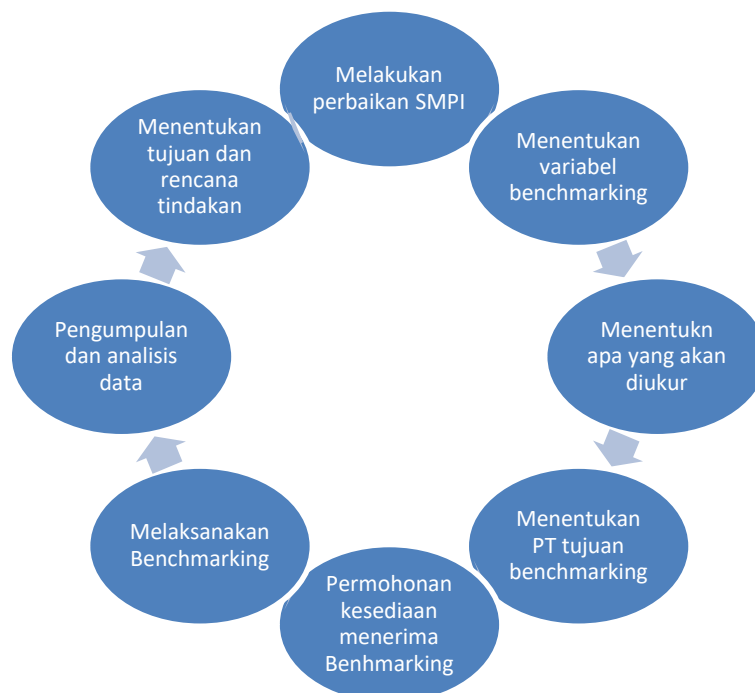 Melakukan
perbaikan SMPI
Menentukan
variabel
benchmarking
Menentukn
apa yang akan
diukur
Menentukan
PT tujuan
benchmarking
Permohonan
kesediaan
menerima
Benhmarking
Melaksanakan
Benchmarking
Pengumpulan
dan analisis
data
Menentukan
tujuan dan
rencana
tindakan